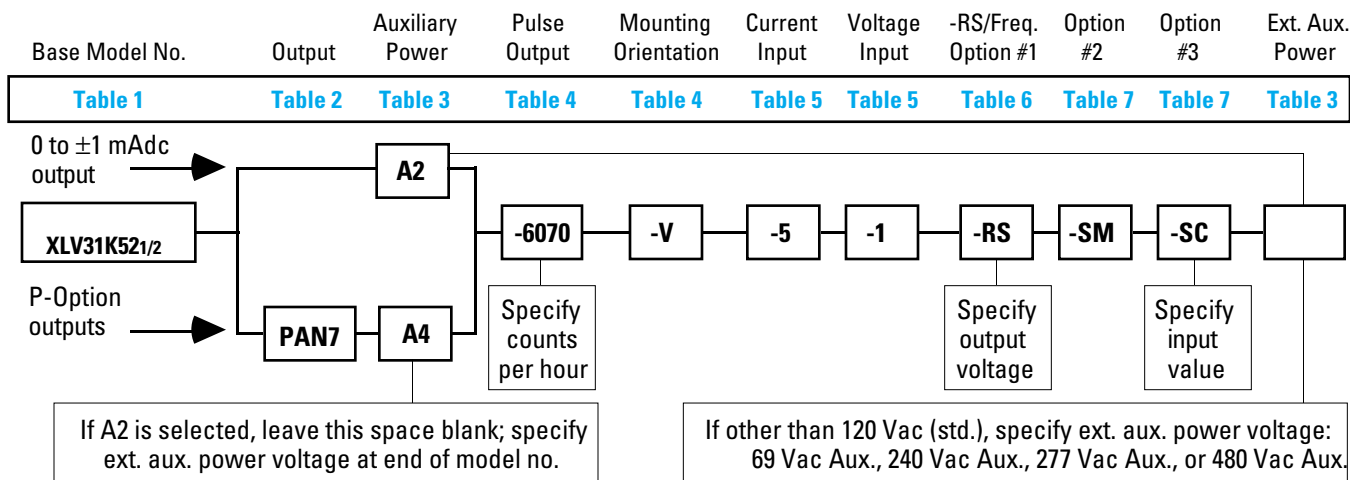 Auxiliary Pulse Mounting Current Voltage -RS/Freq. Option Option Ext. Aux.
Base Model No. Output Power Output Orientation Input Input Option #1 #2 #3 Power
Table 1 Table 2 Table 3 Table 4 Table 4 Table 5 Table 5 Table 6 Table 7 Table 7 Table 3
0 to ±1 mAdc
output
A2
XLV31K521/2
-6070 -V -5 -1 -RS -SM -SC
P-Option
outputs
PAN7 A4
Specify
counts
per hour
Specify
output
voltage
Specify
input
value
If A2 is selected, leave this space blank; specify
ext. aux. power voltage at end of model no.
If other than 120 Vac (std.), specify ext. aux. power voltage:
69 Vac Aux., 240 Vac Aux., 277 Vac Aux., or 480 Vac Aux.